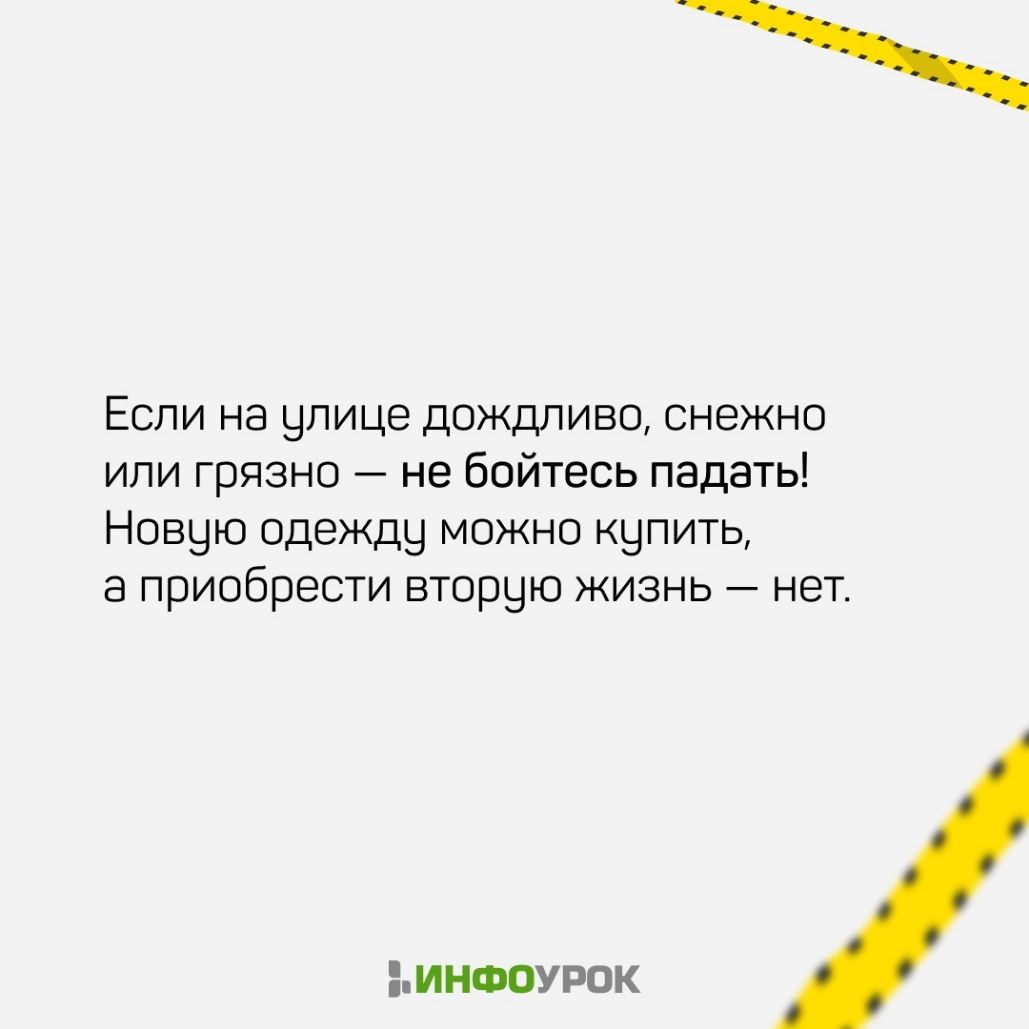 Если на улице дождливо, снежно
или грязно — не бойтесь падать!
Новую одежду можно купить,
а приобрести вторую жизнь — нет.
ИНФОУРОК